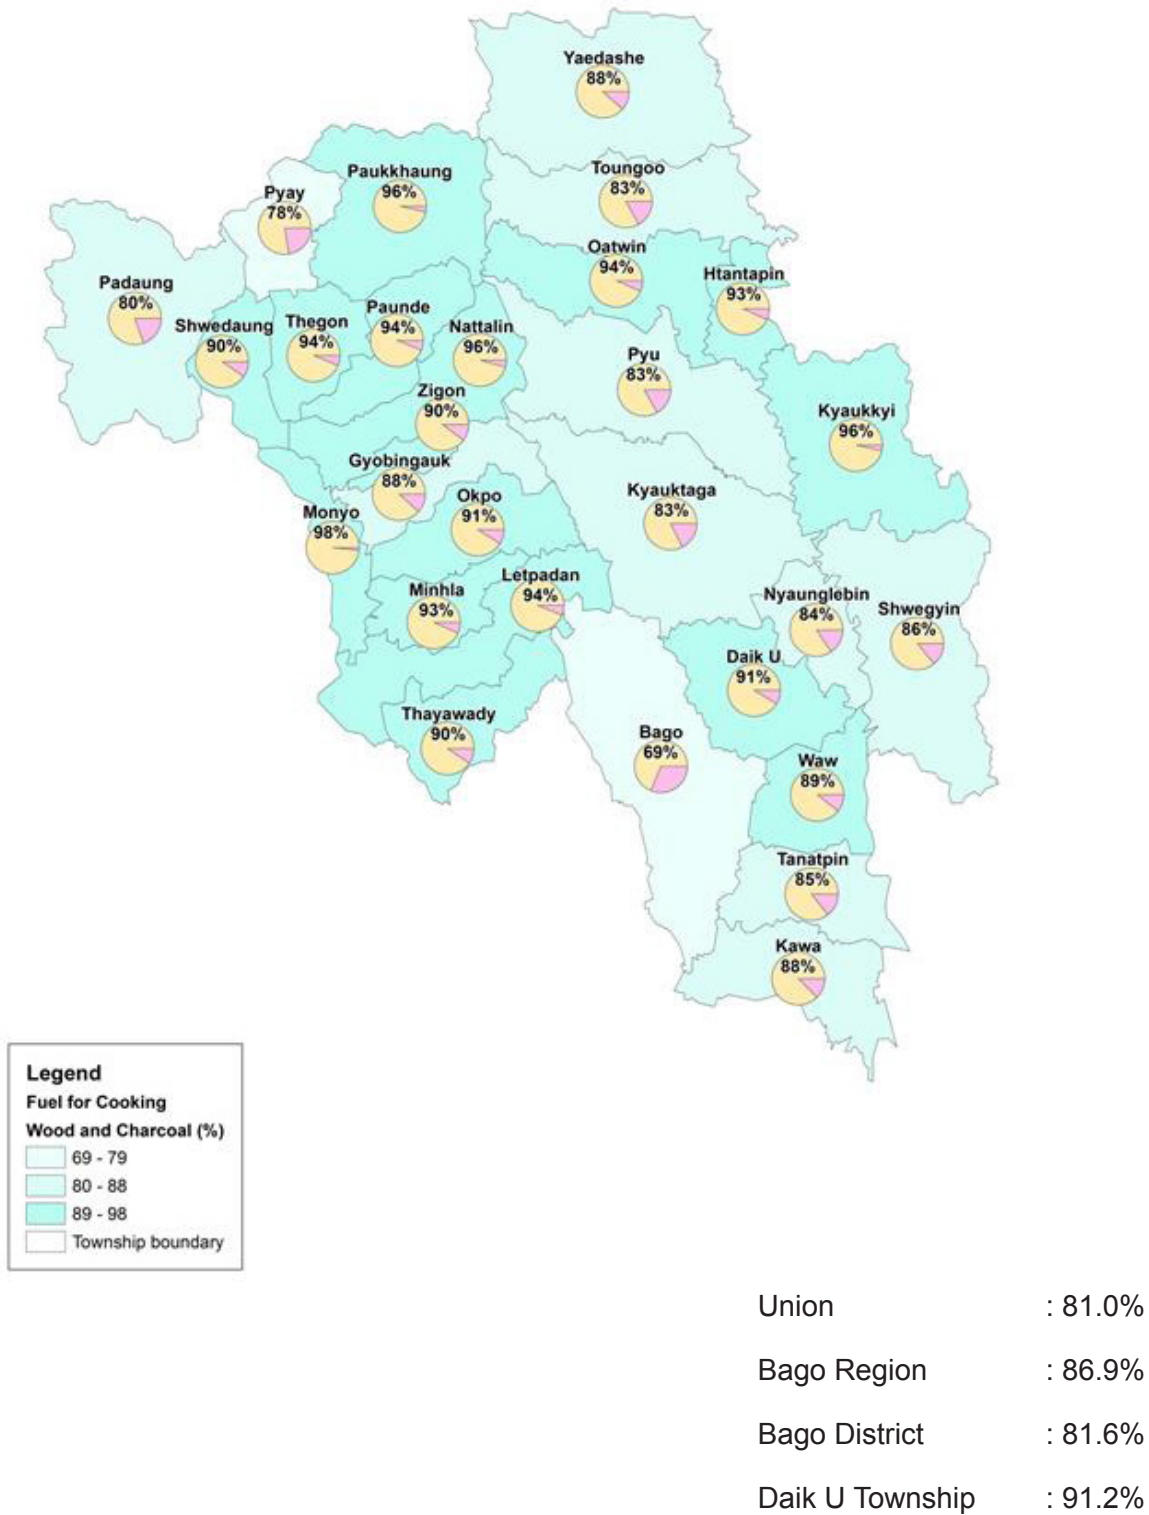 Yaedashe
88%
Toungoo
83%
Paukkhaung
96%
Pyay
78%
Oatwin
94%
Htantapin
93%
Padaung
80%
Shwedaung
90%
Thegon
94%
Paunde
94%
Nattalin
96%
Pyu
83%
Zigon
90%
Kyaukkyi
96%
Gyobingauk
88%
Okpo
91%
Kyauktaga
83%
Monyo
98%
Letpadan
94%
Minhla
93%
Nyaunglebin
84%
Shwegyin
86%
Daik U
91%
Thayawady
90%
Bago
69%
Waw
89%
Tanatpin
85%
Kawa
88%
Legend
Fuel for Cooking
Wood and Charcoal (%)
69 - 79
80 - 88
89 - 98
Township boundary
Union : 81.0%
Bago Region : 86.9%
Bago District : 81.6%
Daik U Township : 91.2%